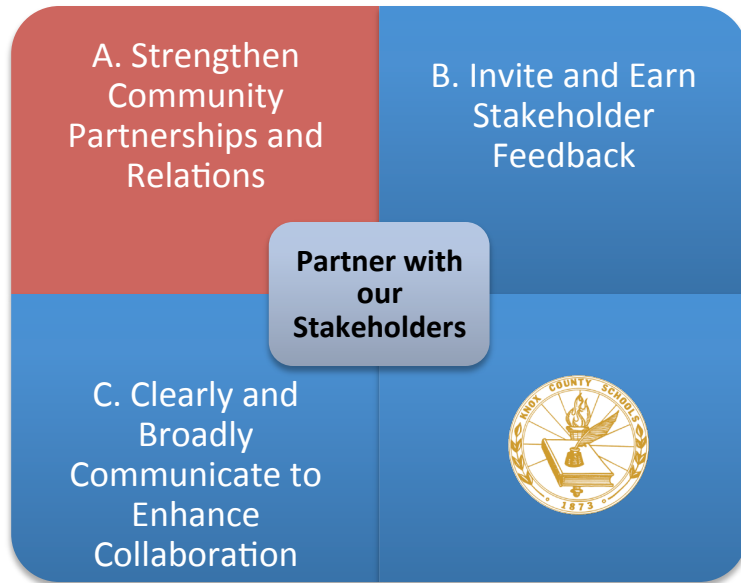 A. Strengthen
Community
Partnerships and
Relations
B. Invite and Earn
Stakeholder
Feedback
Partner with
our
Stakeholders
C. Clearly and
Broadly
Communicate to
Enhance
Collaboration
KNOX COUNTY SCHOOLS
1873